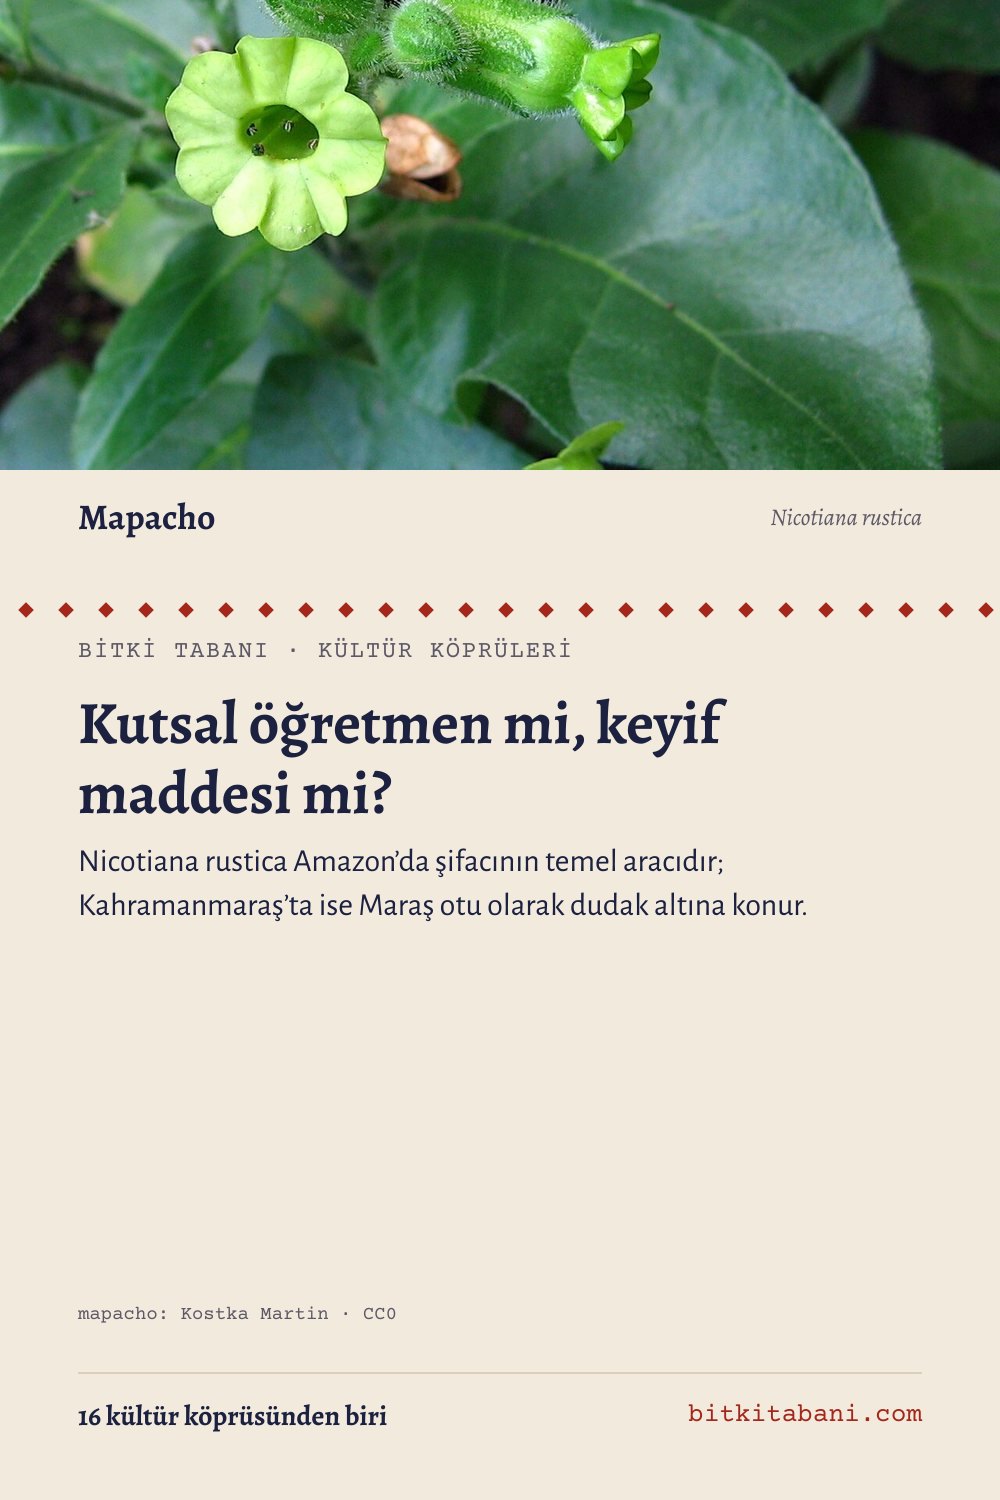 Mapacho
Nicotiana rustica
BİTKİ TABANI · KÜLTÜR KÖPRÜLERİ
Kutsal öğretmen mi, keyif
maddesi mi?
Nicotiana rustica Amazon’da şifacının temel aracıdır;
Kahramanmaraş’ta ise Maraş otu olarak dudak altına konur.
mapacho: Kostka Martin · CC0
16 kültür köprüsünden biri
bitkitabani.com